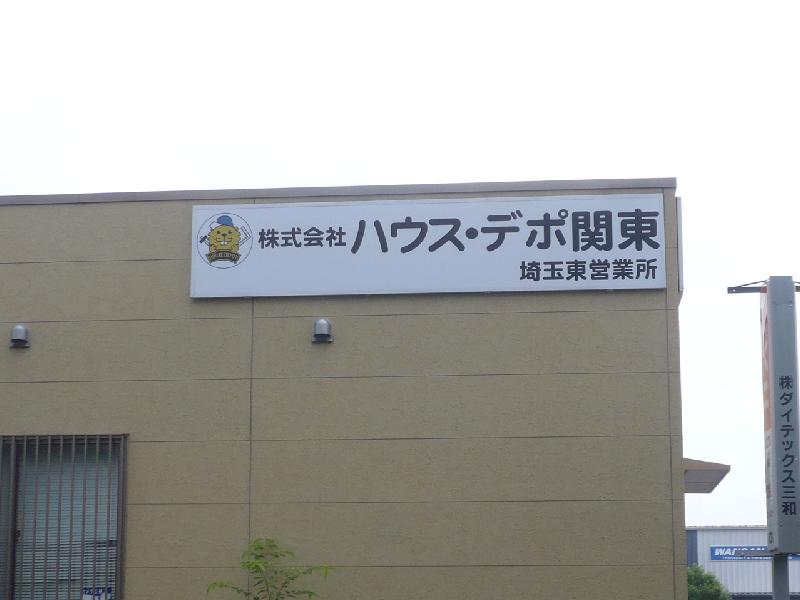 株式会社 ハウス・デポ関東
埼玉東営業所
株ダイテックス三和